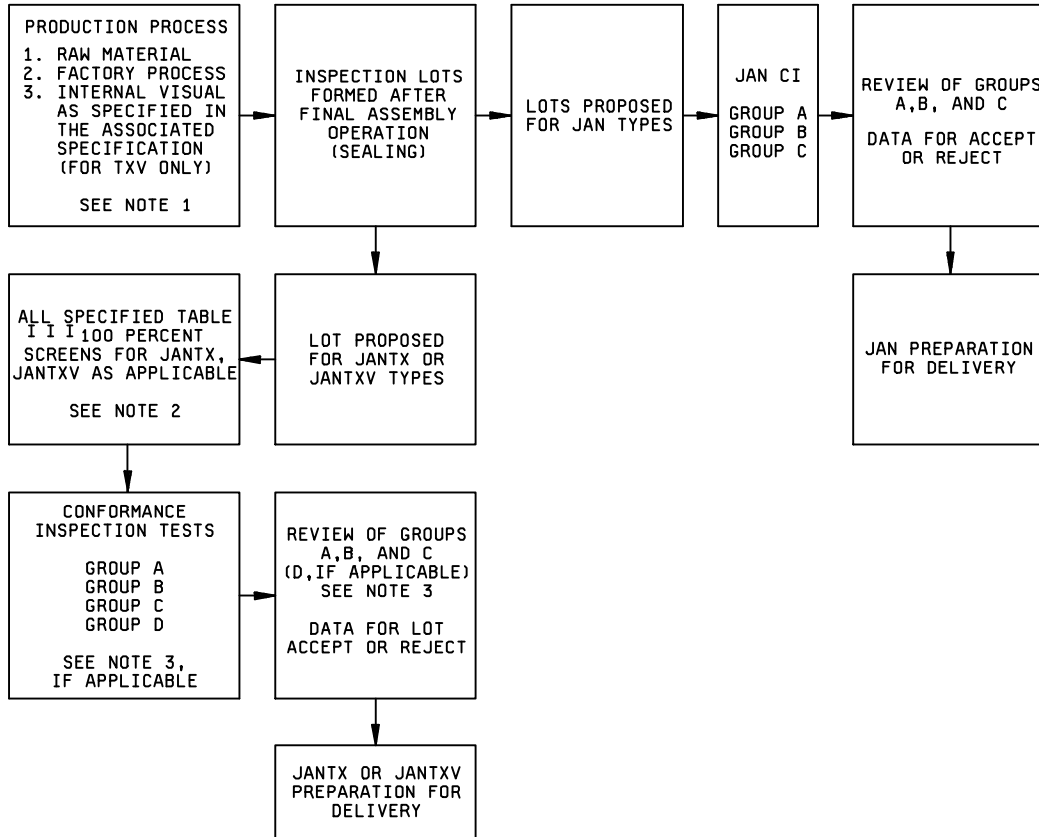 PRODUCTION PROCESS
1. RAW MATERIAL
2. FACTORY PROCESS
3. INTERNAL VISUAL
AS SPECIFIED IN
THE ASSOCIATED
SPECIFICATION
(FOR TXV ONLY)
SEE NOTE 1
INSPECTION LOTS
FORMED AFTER
FINAL ASSEMBLY
OPERATION
(SEALING)
LOTS PROPOSED
FOR JAN TYPES
JAN CI
GROUP A
GROUP B
GROUP C
REVIEW OF GROUPS
A,B, AND C
DATA FOR ACCEPT
OR REJECT
ALL SPECIFIED TABLE
I I I 100 PERCENT
SCREENS FOR JANTX,
JANTXV AS APPLICABLE
SEE NOTE 2
LOT PROPOSED
FOR JANTX OR
JANTXV TYPES
JAN PREPARATION
FOR DELIVERY
CONFORMANCE
INSPECTION TESTS
GROUP A
GROUP B
GROUP C
GROUP D
SEE NOTE 3,
IF APPLICABLE
REVIEW OF GROUPS
A,B, AND C
(D,IF APPLICABLE)
SEE NOTE 3
DATA FOR LOT
ACCEPT OR REJECT
JANTX OR JANTXV
PREPARATION FOR
DELIVERY